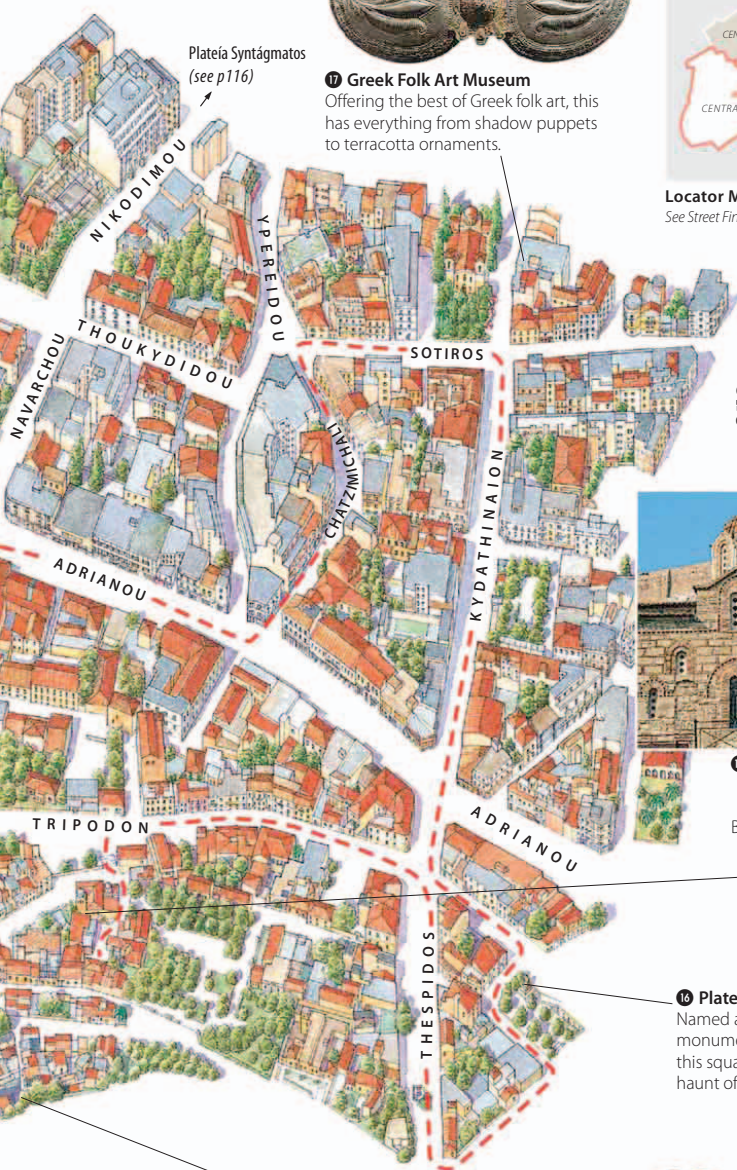 Plateía Syntágmatos
(see p116)
17 Greek Folk Art Museum
Offering the best of Greek folk art, this
has everything from shadow puppets
to terracotta ornaments.
CENTRA
Locator M
See Street Fin
NIKODIMOU
YPEREIDOU
THOUKYDIDOU
SOTIROS
NAVARCHOU
CHATZIMICHALI
KYDATHINAION
ADRIANOU
TRIPODON
ADRIANOU
THESPIDOS
16 Plate
Named a
monume
this squa
haunt of